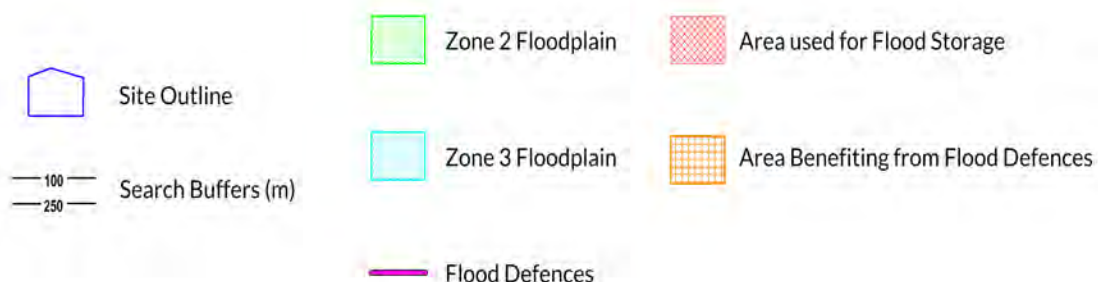 Site Outline
100
250
Search Buffers (m)
Zone 2 Floodplain
Zone 3 Floodplain
Flood Defences
Area used for Flood Storage
Area Benefiting from Flood Defences